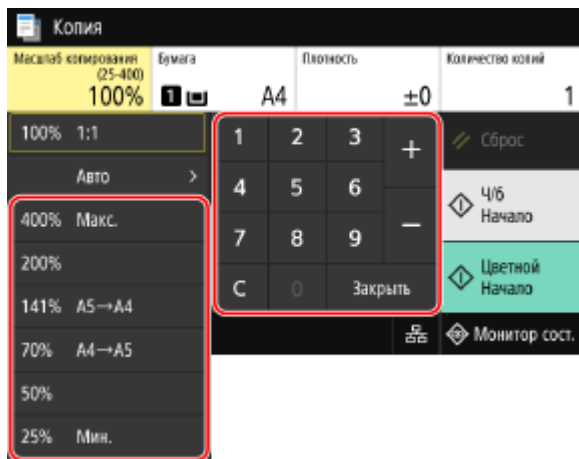 Копия
Масштаб копирования
(25-400)
100%
Бумага
1 A4
Плотность
±0
Количество копий
1
100% 1:1
Авто >
400% Макс.
200%
141% A5→A4
70% A4→A5
50%
25% Мин.
1 2 3 +
4 5 6
7 8 9 −
C 0 Закрыть
Сброс
Ч/б
Начало
Цветной
Начало
Монитор сост.